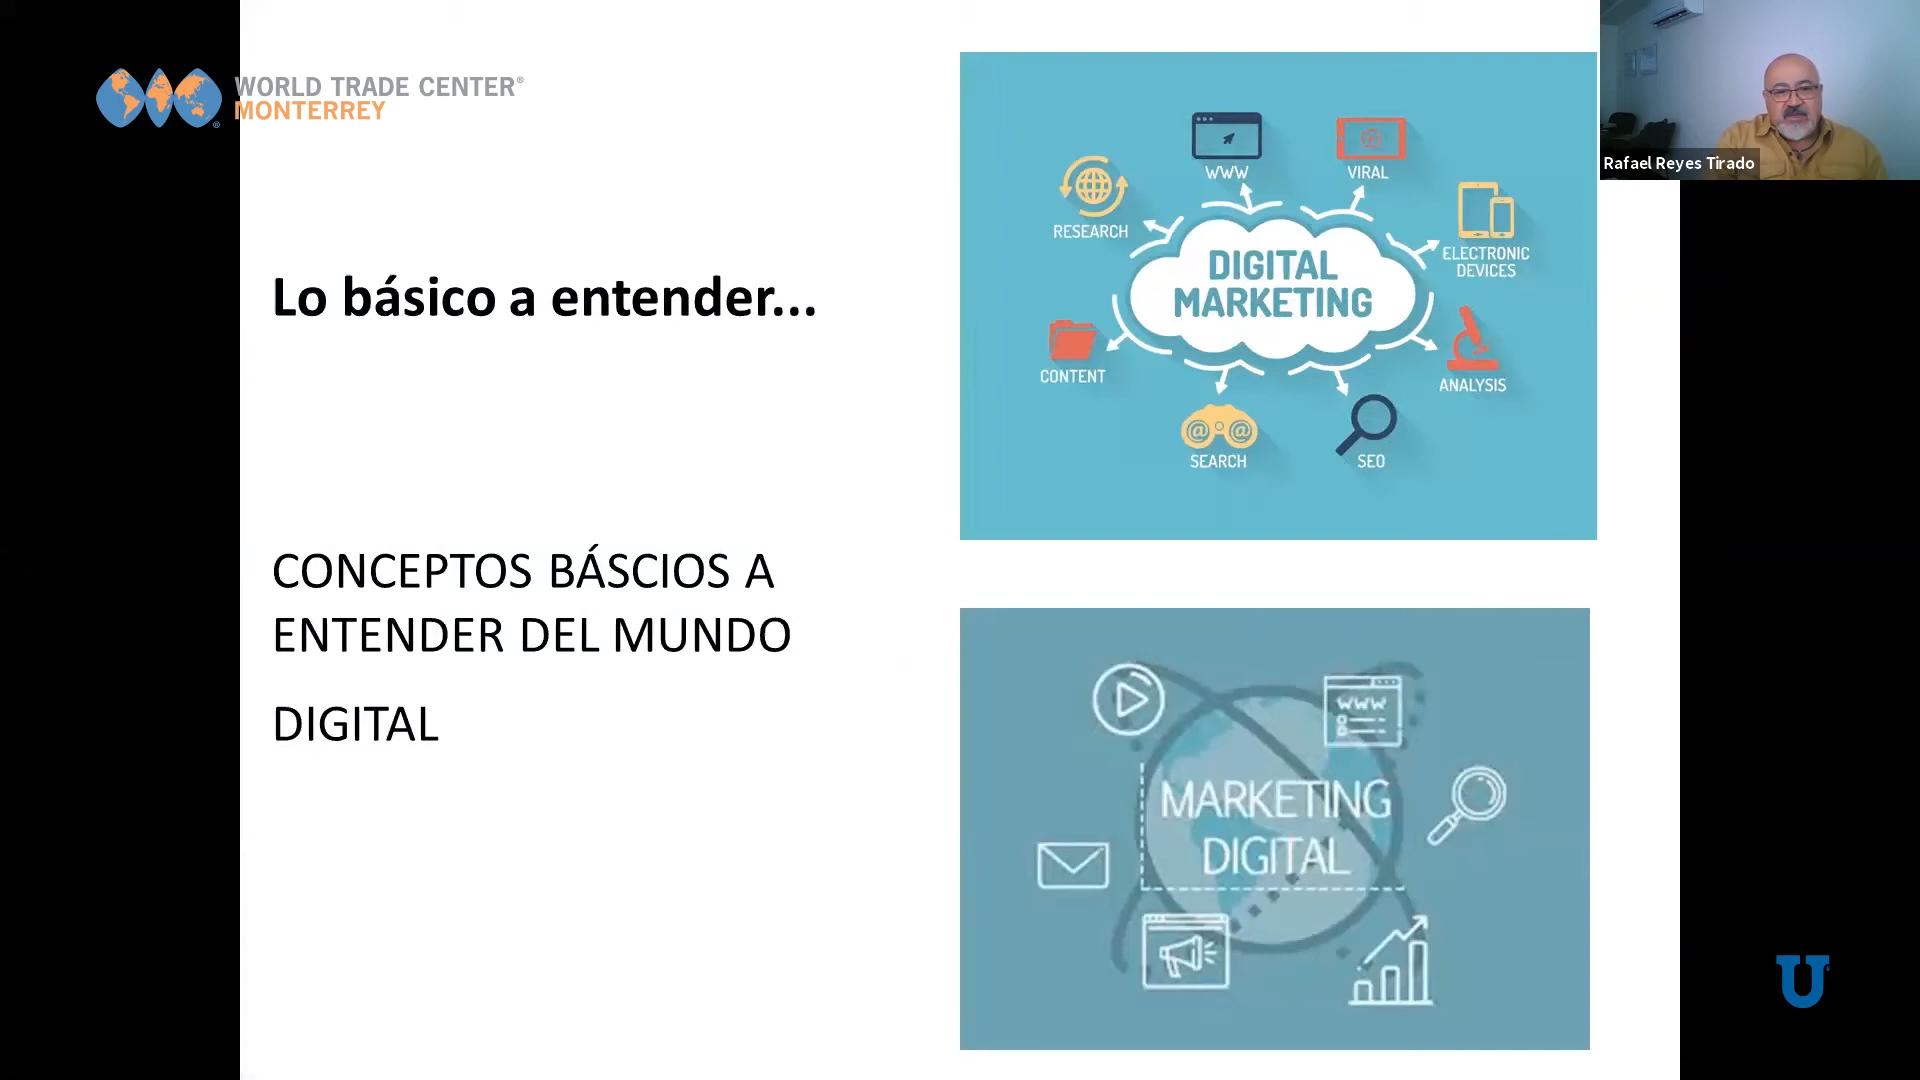 WORLD TRADE CENTER®
MONTERREY
Rafael Reyes Tirado
Lo básico a entender...
CONCEPTOS BÁSCIOS A
ENTENDER DEL MUNDO
DIGITAL
WWW
VIRAL
RESEARCH
ELECTRONIC
DEVICES
DIGITAL
MARKETING
CONTENT
ANALYSIS
@ @
SEARCH
SEO
WWW
MARKETING
DIGITAL
U